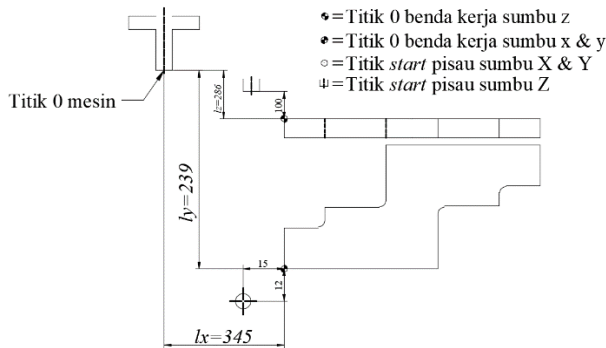 =Titik 0 benda kerja sumbu z
=Titik 0 benda kerja sumbu x & y
=Titik start pisau sumbu X & Y
=Titik start pisau sumbu Z
Titik 0 mesin
lz=286
100
ly=239
15
12
lx=345